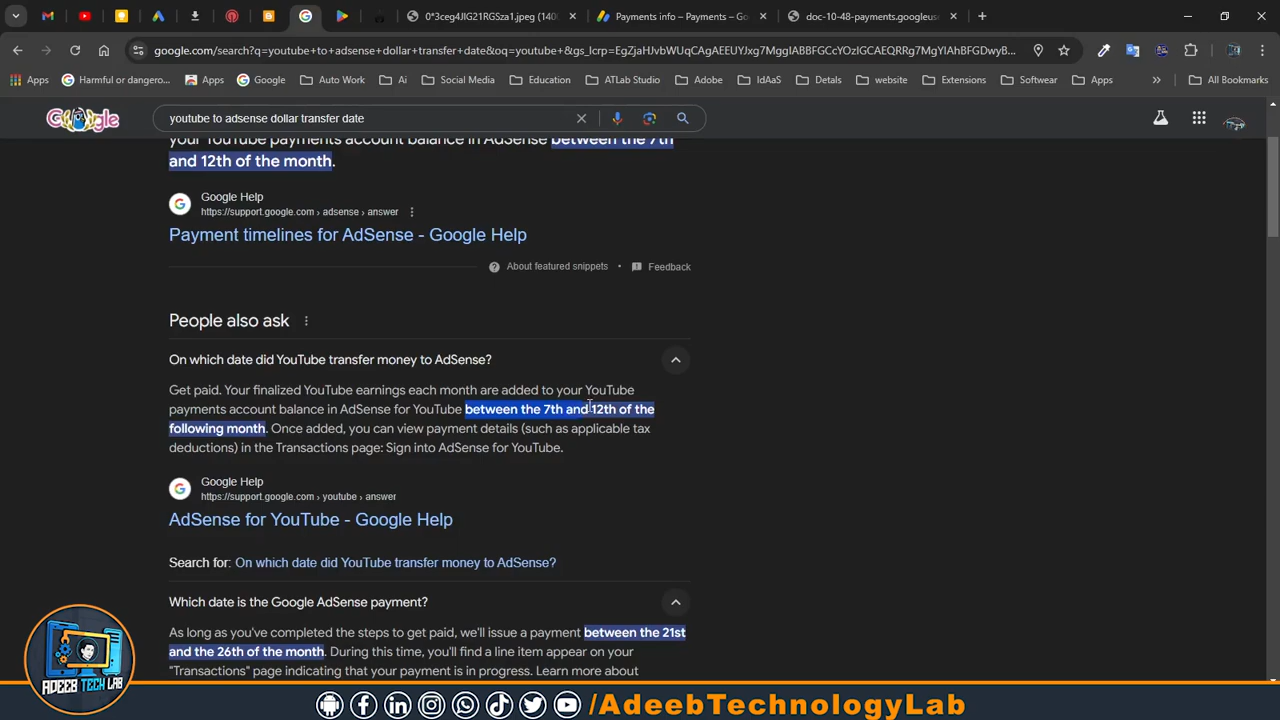 0*3ceg4JlG21RGSza1.jpeg (140
Payments info – Payments – Go
doc-10-48-payments.googleus
google.com/search?q=youtube+to+adsense+dollar+transfer+date&oq=youtube+&gs_lcrp=EgZjaHJvbWUqCAgAEEUYJxg7MggIABBFGCcYOzIGCAEQRRg7MgYIAhBFGDwyB...
Apps
Harmful or dangero...
Apps
Google
Auto Work
Ai
Social Media
Education
ATLab Studio
Adobe
IdAaS
Detals
website
Extensions
Softwear
Apps
All Bookmarks
Google
youtube to adsense dollar transfer date
your YouTube payments account balance in AdSense between the 7th
and 12th of the month.
Google Help
https://support.google.com › adsense › answer
Payment timelines for AdSense - Google Help
About featured snippets
Feedback
People also ask
On which date did YouTube transfer money to AdSense?
Get paid. Your finalized YouTube earnings each month are added to your YouTube
payments account balance in AdSense for YouTube between the 7th and 12th of the
following month. Once added, you can view payment details (such as applicable tax
deductions) in the Transactions page: Sign into AdSense for YouTube.
Google Help
https://support.google.com › youtube › answer
AdSense for YouTube - Google Help
Search for: On which date did YouTube transfer money to AdSense?
Which date is the Google AdSense payment?
As long as you've completed the steps to get paid, we'll issue a payment between the 21st
and the 26th of the month. During this time, you'll find a line item appear on your
"Transactions" page indicating that your payment is in progress. Learn more about
ADEEB TECH LAB
/AdeebTechnologyLab